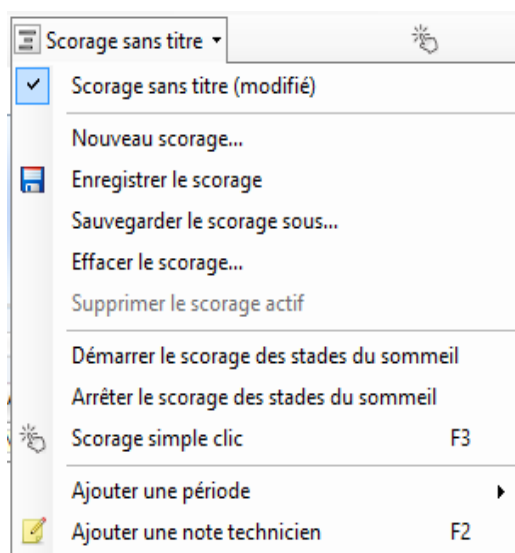 Scorage sans titre
Scorage sans titre (modifié)
Nouveau scorage...
Enregistrer le scorage
Sauvegarder le scorage sous...
Effacer le scorage...
Supprimer le scorage actif
Démarrer le scorage des stades du sommeil
Arrêter le scorage des stades du sommeil
Scorage simple clic F3
Ajouter une période
Ajouter une note technicien F2